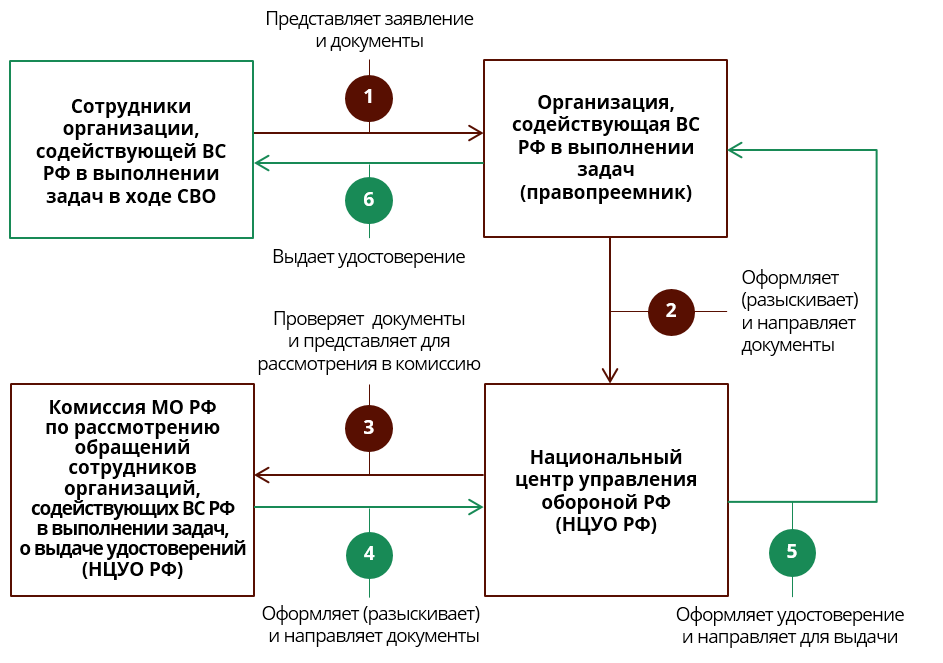 Представляет заявление
и документы
1
Сотрудники
организации,
содействующей ВС
РФ в выполнении
задач в ходе СВО
Организация,
содействующая ВС
РФ в выполнении
задач
(правопреемник)
6
Выдает удостоверение
2
Оформляет
(разыскивает)
и направляет
документы
Проверяет документы
и представляет для
рассмотрения в комиссию
3
Комиссия МО РФ
по рассмотрению
обращений
сотрудников
организаций,
содействующих ВС РФ
в выполнении задач,
о выдаче удостоверений
(НЦУО РФ)
Национальный
центр управления
обороной РФ
(НЦУО РФ)
4
Оформляет (разыскивает)
и направляет документы
5
Оформляет удостоверение
и направляет для выдачи